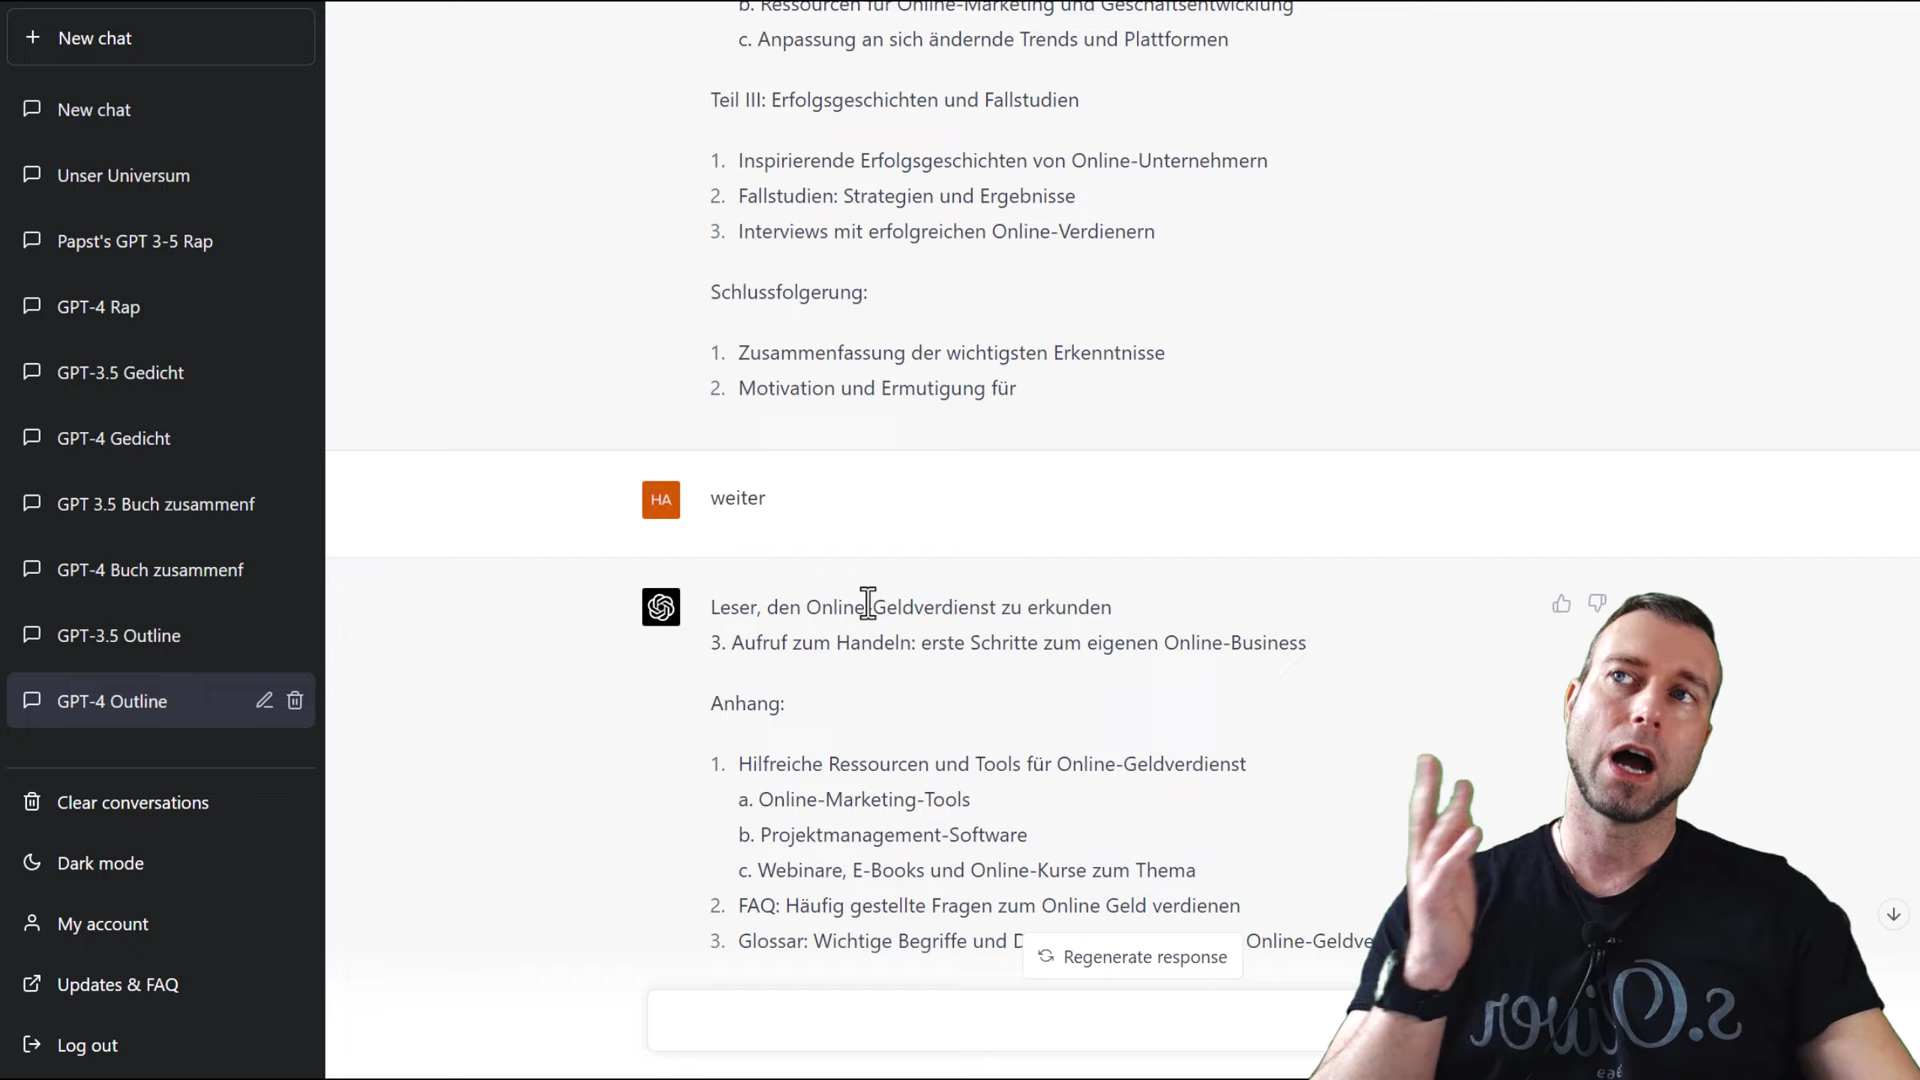 New chat
New chat
Unser Universum
Papst's GPT 3-5 Rap
GPT-4 Rap
GPT-3.5 Gedicht
GPT-4 Gedicht
GPT 3.5 Buch zusammenf
GPT-4 Buch zusammenf
GPT-3.5 Outline
GPT-4 Outline
Clear conversations
Dark mode
My account
Updates & FAQ
Log out
b. Ressourcen für Online-Marketing und Geschäftsentwicklung
c. Anpassung an sich ändernde Trends und Plattformen
Teil III: Erfolgsgeschichten und Fallstudien
1. Inspirierende Erfolgsgeschichten von Online-Unternehmern
2. Fallstudien: Strategien und Ergebnisse
3. Interviews mit erfolgreichen Online-Verdienern
Schlussfolgerung:
1. Zusammenfassung der wichtigsten Erkenntnisse
2. Motivation und Ermutigung für
HA
weiter
Leser, den Online-Geldverdienst zu erkunden
3. Aufruf zum Handeln: erste Schritte zum eigenen Online-Business
Anhang:
1. Hilfreiche Ressourcen und Tools für Online-Geldverdienst
a. Online-Marketing-Tools
b. Projektmanagement-Software
c. Webinare, E-Books und Online-Kurse zum Thema
2. FAQ: Häufig gestellte Fragen zum Online Geld verdienen
3. Glossar: Wichtige Begriffe und
Regenerate response
s.Oliver